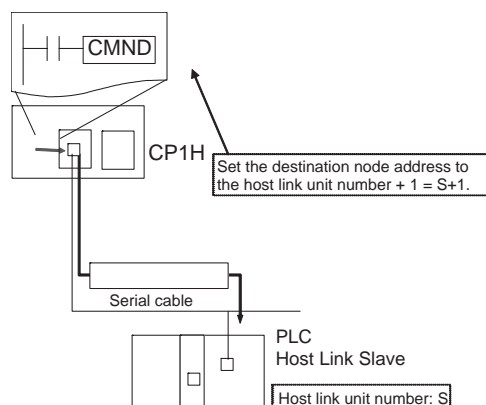 CMND
CP1H
Set the destination node address to
the host link unit number + 1 = S+1.
Serial cable
PLC
Host Link Slave
Host link unit number: S